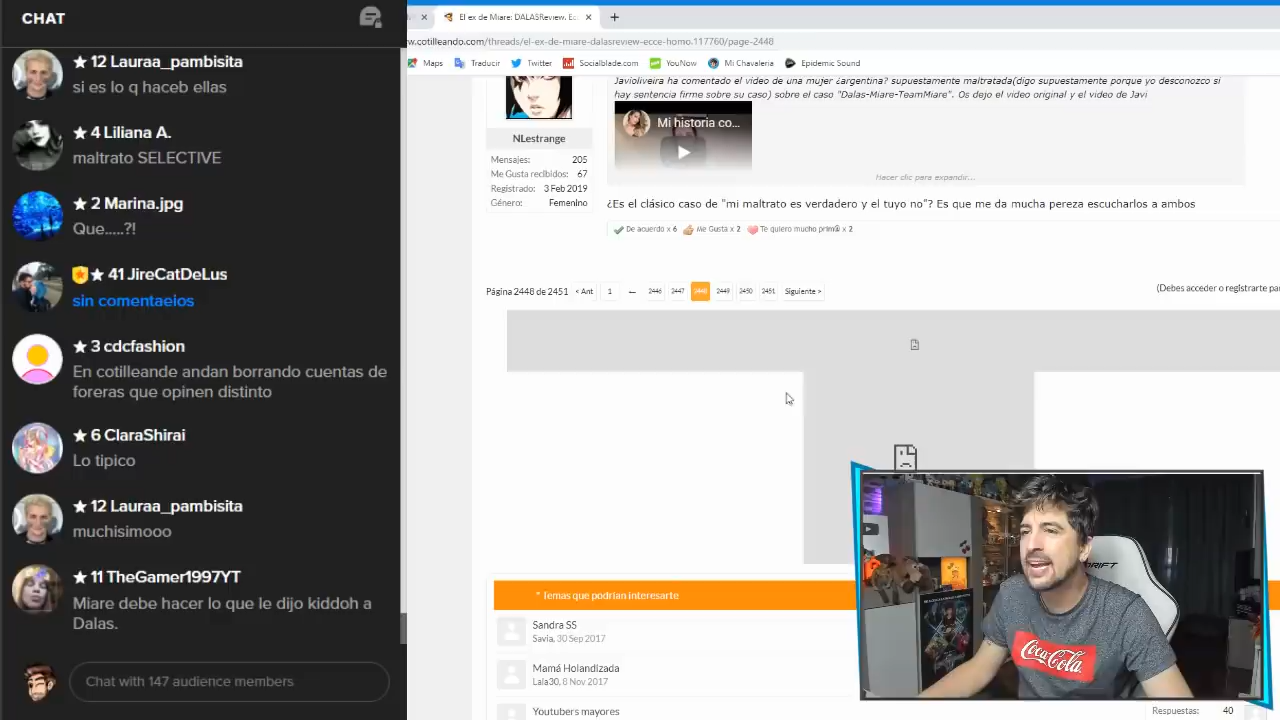 CHAT
★ 12 Lauraa_pambisita
si es lo q haceb ellas
★ 4 Liliana A.
maltrato SELECTIVE
★ 2 Marina.jpg
Que.....?!
★ 41 JireCatDeLus
sin comentaeios
★ 3 cdcfashion
En cotilleande andan borrando cuentas de
foreras que opinen distinto
★ 6 ClaraShirai
Lo tipico
★ 12 Lauraa_pambisita
muchisimooo
★ 11 TheGamer1997YT
Miare debe hacer lo que le dijo kiddoh a
Dalas.
Chat with 147 audience members
El ex de Miare: DALASReview. Ecc
w.cotilleando.com/threads/el-ex-de-miare-dalasreview-ecce-homo.117760/page-2448
Maps Traducir Twitter Socialblade.com YouNow Mi Chavaleria Epidemic Sound
Javioliveira ha comentado el video de una mujer ¿argentina? supuestamente maltratada(digo supuestamente porque yo desconozco si
hay sentencia firme sobre su caso) sobre el caso "Dalas-Miare-TeamMiare". Os dejo el video original y el video de Javi
Mi historia co...
Hacer clic para expandir...
NLestrange
Mensajes: 205
Me Gusta recibidos: 67
Registrado: 3 Feb 2019
Género: Femenino
¿Es el clásico caso de "mi maltrato es verdadero y el tuyo no"? Es que me da mucha pereza escucharlos a ambos
De acuerdo x 6 Me Gusta x 2 Te quiero mucho prim@ x 2
Página 2448 de 2451 < Ant 1 ← 2446 2447 2448 2449 2450 2451 Siguiente >
(Debes acceder o registrarte pa
* Temas que podrían interesarte
Sandra SS
Savia, 30 Sep 2017
Mamá Holandizada
Lala30, 8 Nov 2017
Youtubers mayores
Respuestas: 40
DRIFT
Coca-Cola